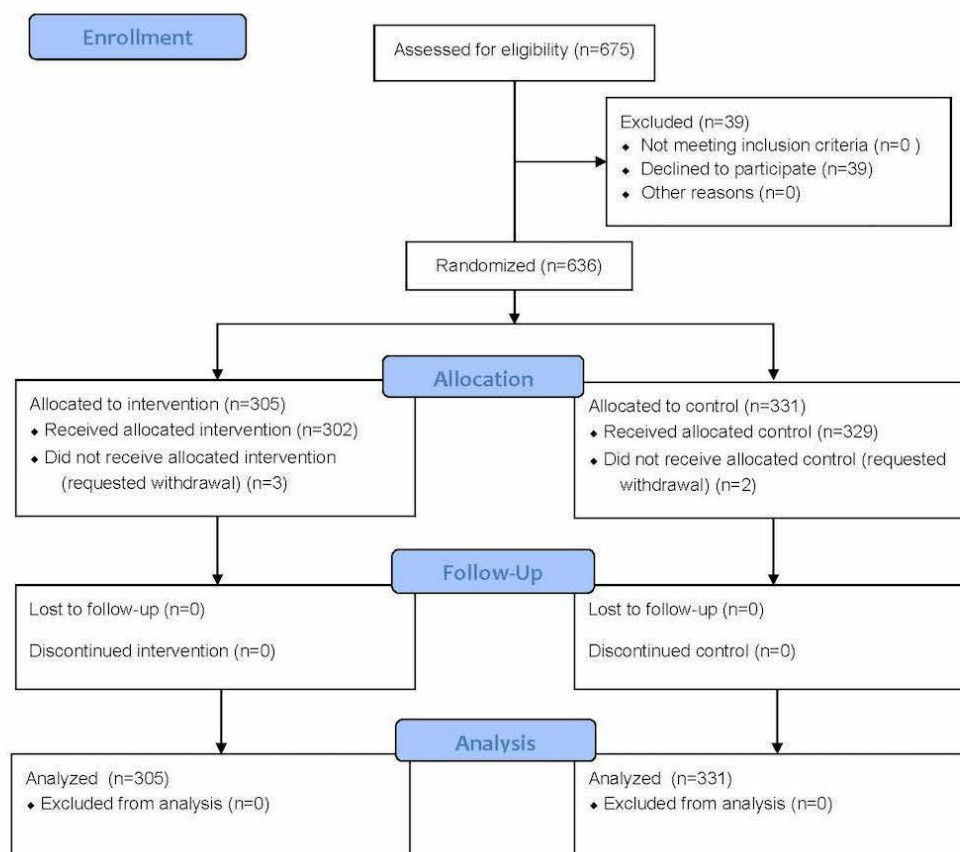 Enrollment
Assessed for eligibility (n=675)
Excluded (n=39)
⬥ Not meeting inclusion criteria (n=0 )
⬥ Declined to participate (n=39)
⬥ Other reasons (n=0)
Randomized (n=636)
Allocation
Allocated to intervention (n=305)
⬥ Received allocated intervention (n=302)
⬥ Did not receive allocated intervention
(requested withdrawal) (n=3)
Allocated to control (n=331)
⬥ Received allocated control (n=329)
⬥ Did not receive allocated control (requested
withdrawal) (n=2)
Follow-Up
Lost to follow-up (n=0)
Discontinued intervention (n=0)
Lost to follow-up (n=0)
Discontinued control (n=0)
Analysis
Analyzed (n=305)
⬥ Excluded from analysis (n=0)
Analyzed (n=331)
⬥ Excluded from analysis (n=0)